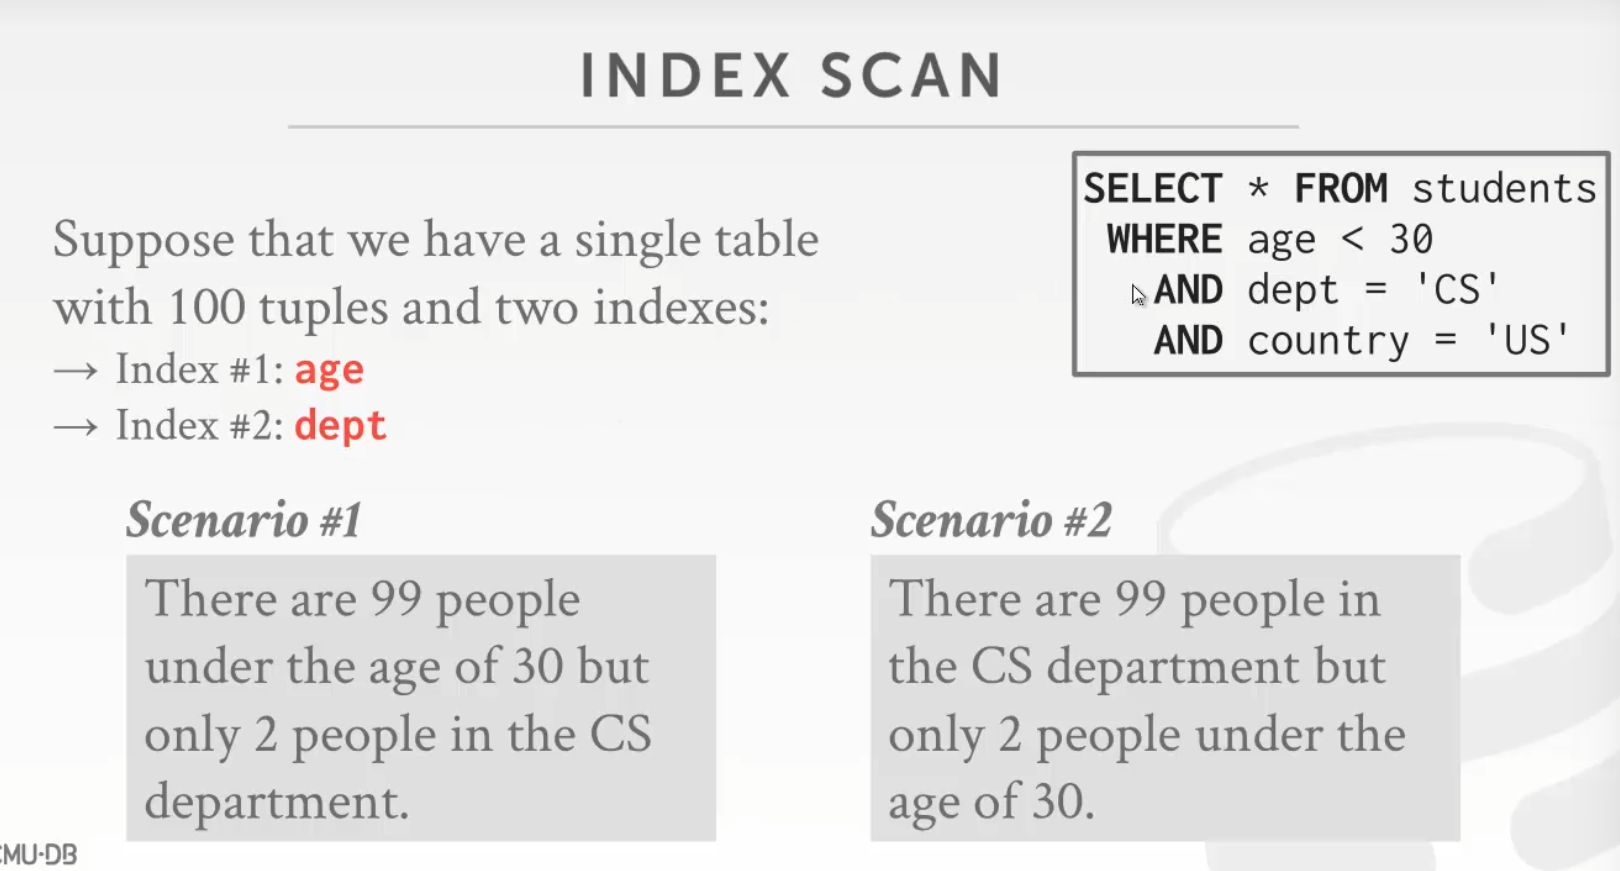 INDEX SCAN
SELECT * FROM students
WHERE age < 30
AND dept = 'CS'
AND country = 'US'
Suppose that we have a single table
with 100 tuples and two indexes:
→ Index #1: age
→ Index #2: dept
Scenario #1
There are 99 people
under the age of 30 but
only 2 people in the CS
department.
Scenario #2
There are 99 people in
the CS department but
only 2 people under the
age of 30.
CMU·DB